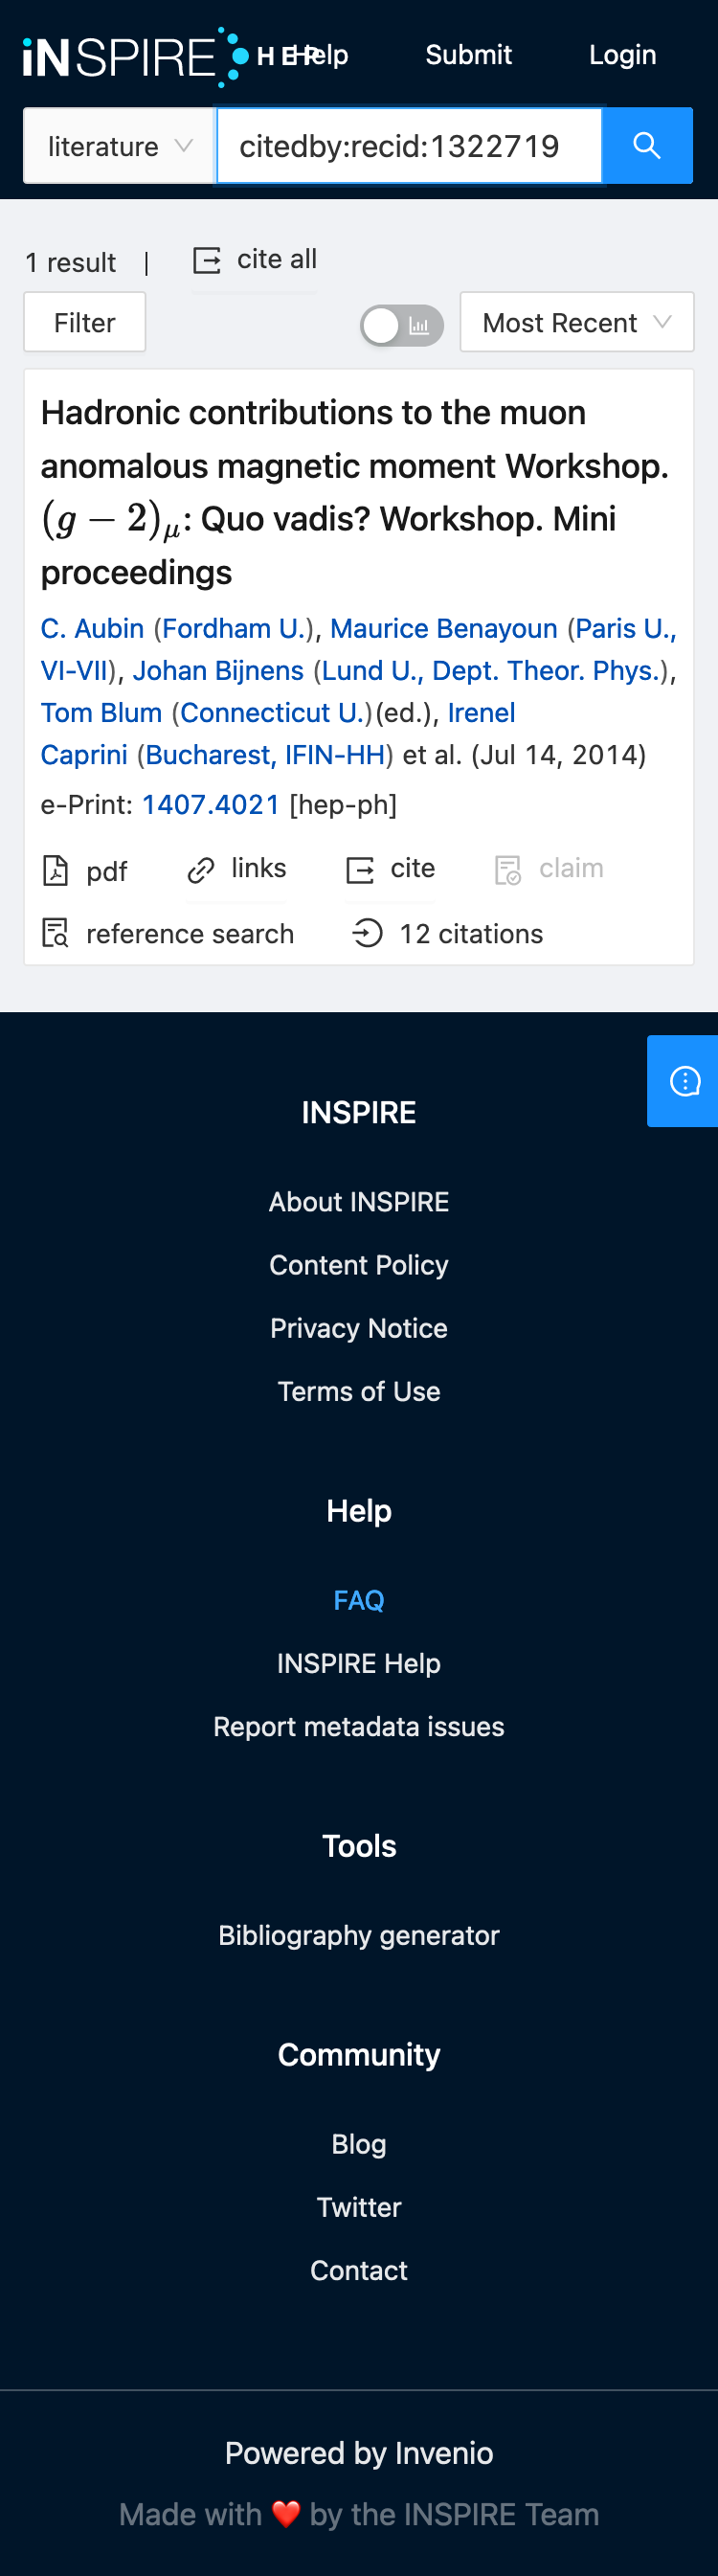 iNSPIRE HEP Help Submit Login
literature citedby:recid:1322719
1 result | cite all
Filter Most Recent
Hadronic contributions to the muon
anomalous magnetic moment Workshop.
(g − 2)μ: Quo vadis? Workshop. Mini
proceedings
C. Aubin (Fordham U.), Maurice Benayoun (Paris U.,
VI-VII), Johan Bijnens (Lund U., Dept. Theor. Phys.),
Tom Blum (Connecticut U.)(ed.), Irenel
Caprini (Bucharest, IFIN-HH) et al. (Jul 14, 2014)
e-Print: 1407.4021 [hep-ph]
pdf links cite claim
reference search 12 citations
INSPIRE
About INSPIRE
Content Policy
Privacy Notice
Terms of Use
Help
FAQ
INSPIRE Help
Report metadata issues
Tools
Bibliography generator
Community
Blog
Twitter
Contact
Powered by Invenio
Made with ❤️ by the INSPIRE Team